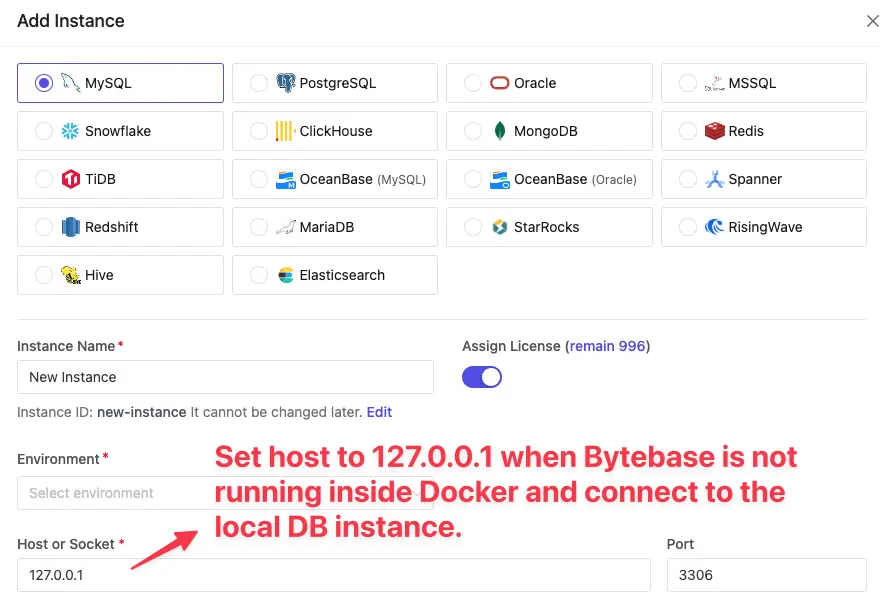 Add Instance
MySQL
PostgreSQL
Oracle
MSSQL
Snowflake
ClickHouse
MongoDB
Redis
TiDB
OceanBase (MySQL)
OceanBase (Oracle)
Spanner
Redshift
MariaDB
StarRocks
RisingWave
Hive
Elasticsearch
Instance Name *
Assign License (remain 996)
New Instance
Instance ID: new-instance It cannot be changed later. Edit
Environment *
Select environment
Set host to 127.0.0.1 when Bytebase is not
running inside Docker and connect to the
local DB instance.
Host or Socket *
Port
127.0.0.1
3306